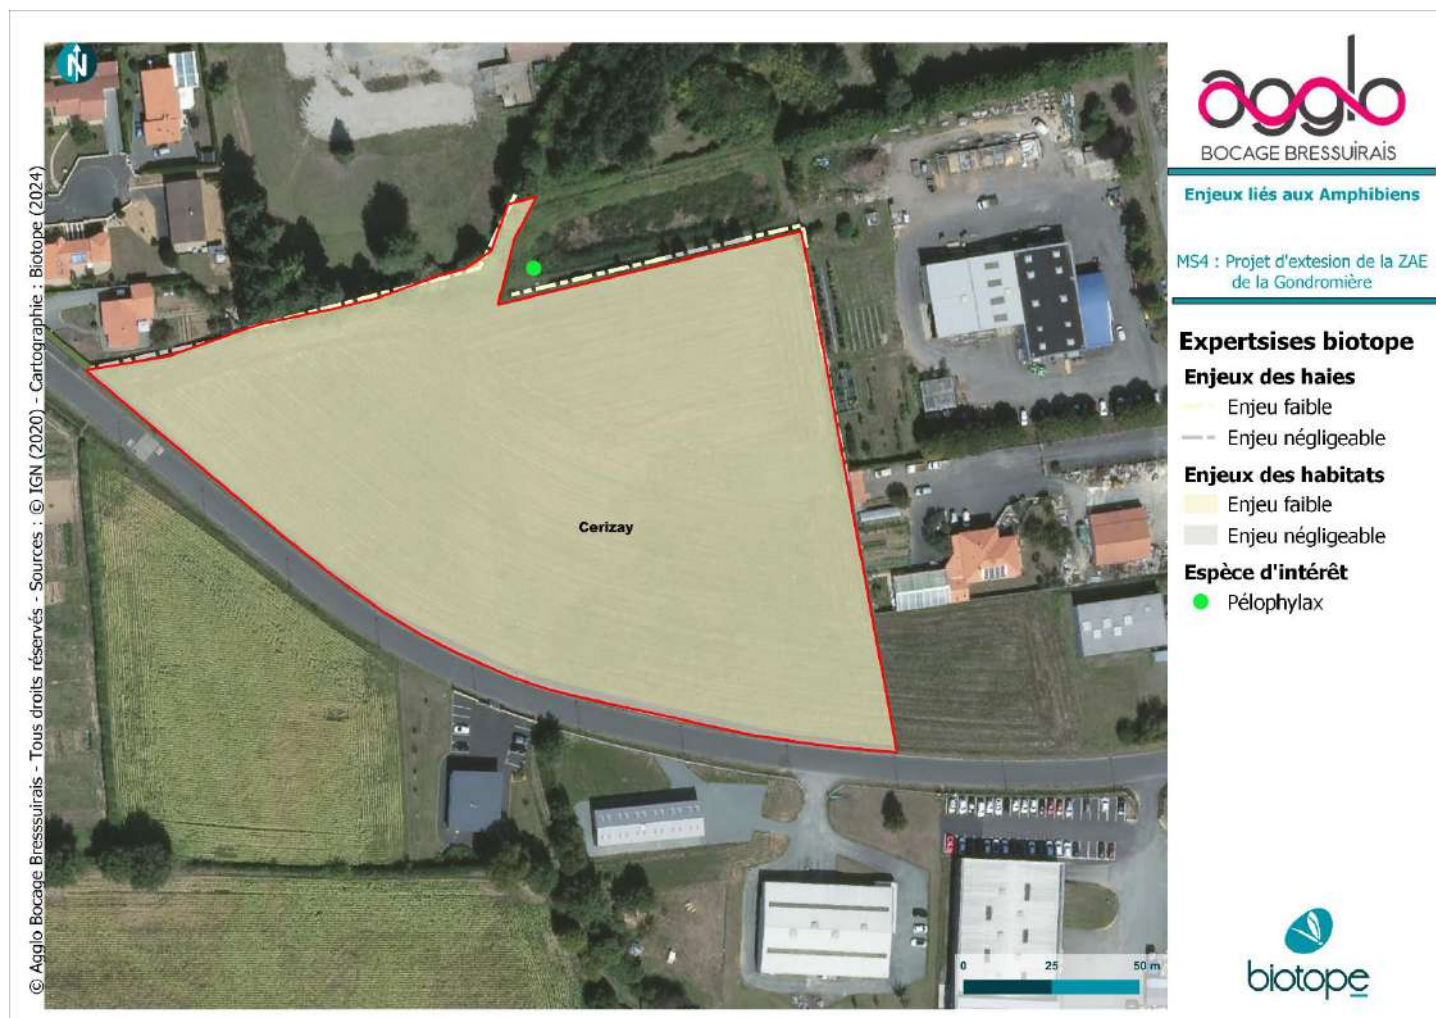 N
© Agglo Bocage Bresssuirais - Tous droits réservés - Sources : © IGN (2020) - Cartographie : Biotope (2024)
Cerizay
0 25 50 m
agglo
BOCAGE BRESSUIRAIS
Enjeux liés aux Amphibiens
MS4 : Projet d'extesion de la ZAE
de la Gondromière
Expertsises biotope
Enjeux des haies
Enjeu faible
Enjeu négligeable
Enjeux des habitats
Enjeu faible
Enjeu négligeable
Espèce d'intérêt
Pélophylax
biotope